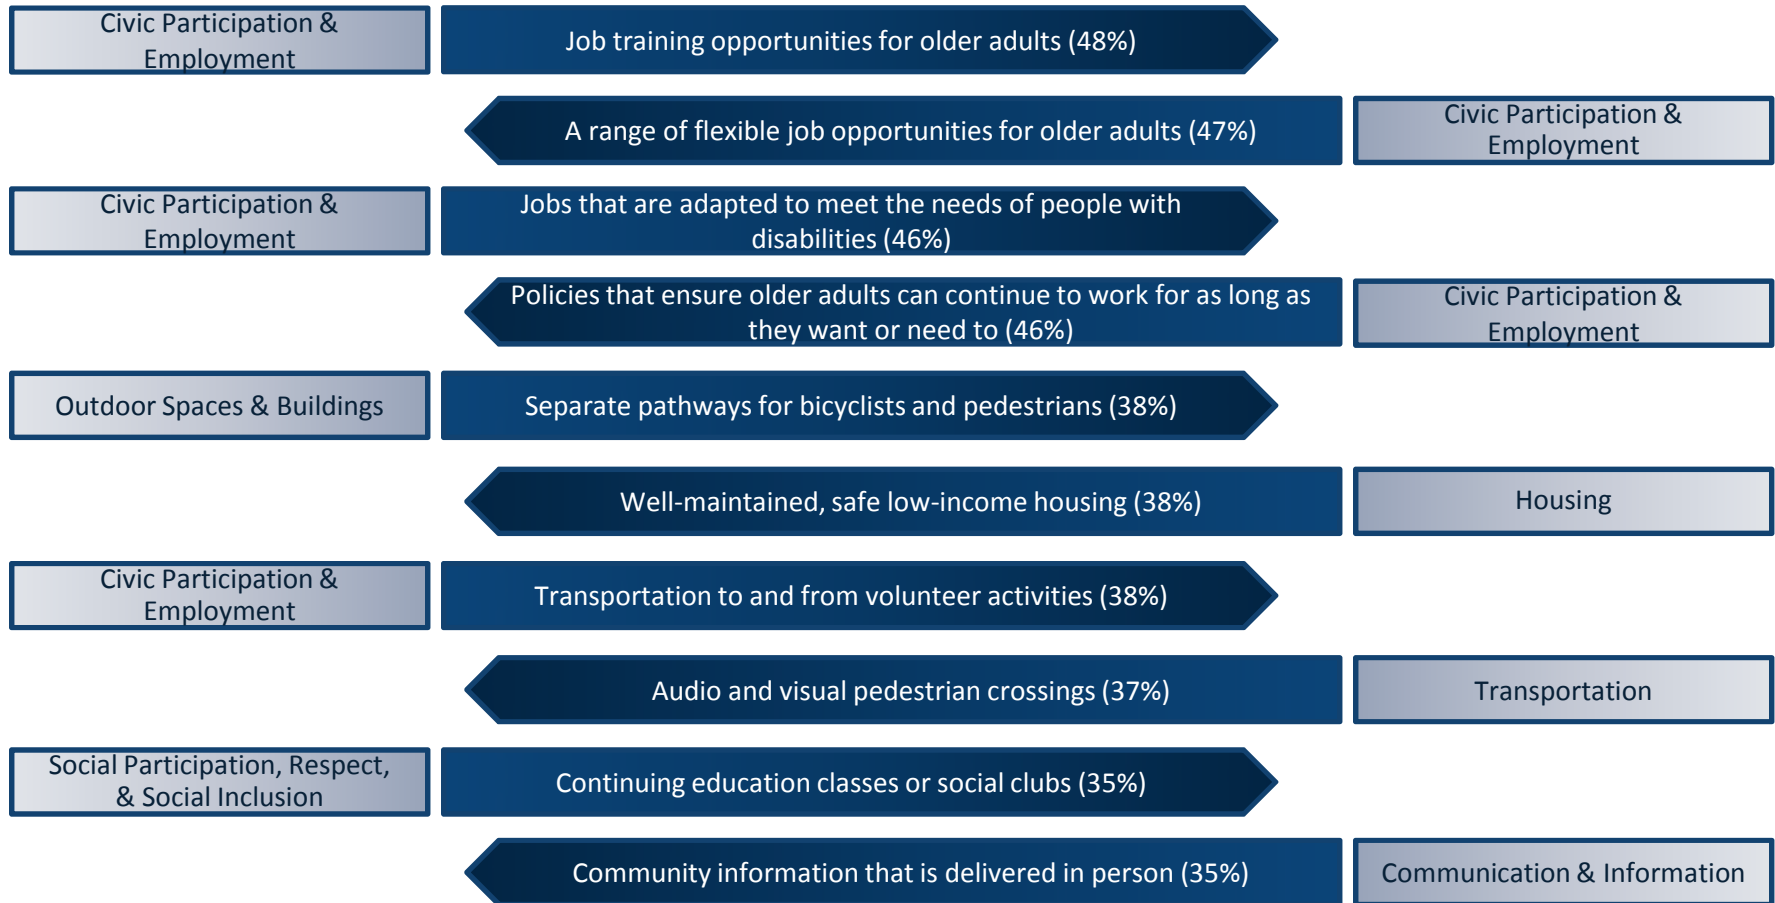 Civic Participation &
Employment
Job training opportunities for older adults (48%)
A range of flexible job opportunities for older adults (47%)
Civic Participation &
Employment
Civic Participation &
Employment
Jobs that are adapted to meet the needs of people with
disabilities (46%)
Policies that ensure older adults can continue to work for as long as
they want or need to (46%)
Civic Participation &
Employment
Outdoor Spaces & Buildings
Separate pathways for bicyclists and pedestrians (38%)
Well-maintained, safe low-income housing (38%)
Housing
Civic Participation &
Employment
Transportation to and from volunteer activities (38%)
Audio and visual pedestrian crossings (37%)
Transportation
Social Participation, Respect,
& Social Inclusion
Continuing education classes or social clubs (35%)
Community information that is delivered in person (35%)
Communication & Information